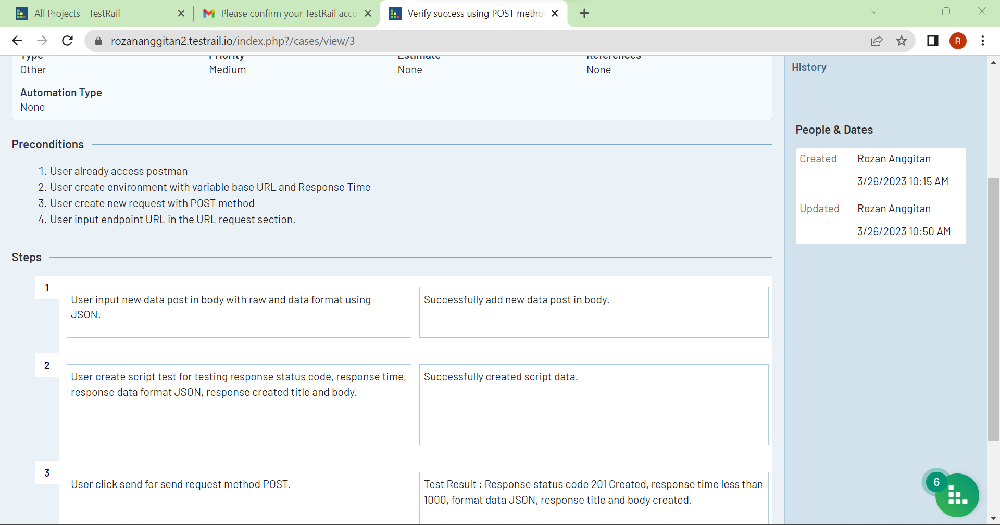 All Projects - TestRail
Please confirm your TestRail acco
Verify success using POST metho
rozananggitan2.testrail.io/index.php?/cases/view/3
R
Type Priority Estimate References
Other Medium None None
Automation Type
None
Preconditions
1. User already access postman
2. User create environment with variable base URL and Response Time
3. User create new request with POST method
4. User input endpoint URL in the URL request section.
Steps
1
User input new data post in body with raw and data format using
JSON.
Successfully add new data post in body.
2
User create script test for testing response status code, response time,
response data format JSON, response created title and body.
Successfully created script data.
3
User click send for send request method POST.
Test Result : Response status code 201 Created, response time less than
1000, format data JSON, response title and body created.
History
People & Dates
Created Rozan Anggitan
3/26/2023 10:15 AM
Updated Rozan Anggitan
3/26/2023 10:50 AM
6